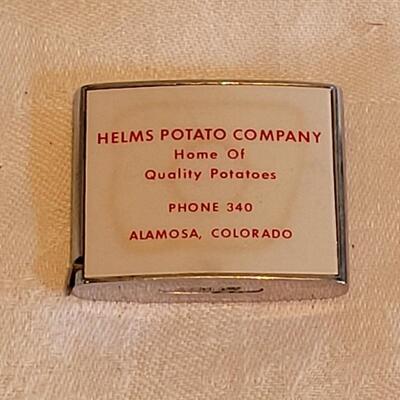 HELMS POTATO COMPANY
Home Of
Quality Potatoes
PHONE 340
ALAMOSA, COLORADO